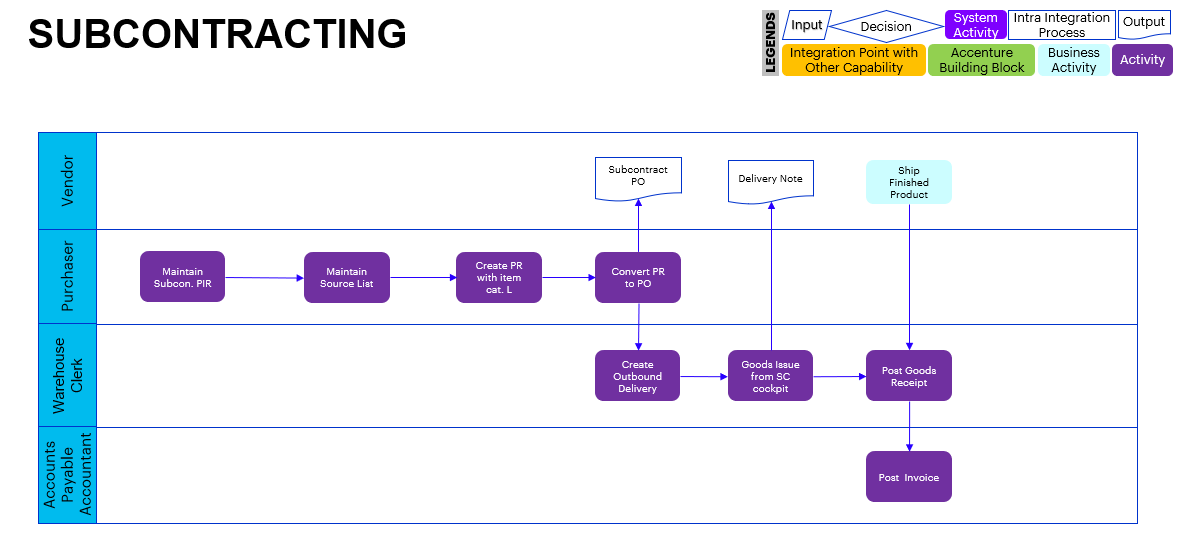 SUBCONTRACTING
LEGENDS
Input
Decision
System
Activity
Intra Integration
Process
Output
Integration Point with
Other Capability
Accenture
Building Block
Business
Activity
Activity
Vendor
Subcontract
PO
Delivery Note
Ship
Finished
Product
Purchaser
Maintain
Subcon. PIR
Maintain
Source List
Create PR
with item
cat. L
Convert PR
to PO
Warehouse
Clerk
Create
Outbound
Delivery
Goods Issue
from SC
cockpit
Post Goods
Receipt
Accounts
Payable
Accountant
Post Invoice